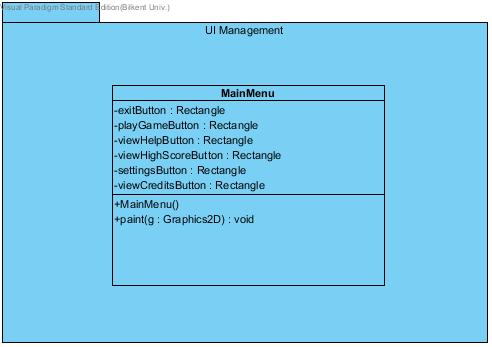 Visual Paradigm Standard Edition(Bilkent Univ.)
UI Management
MainMenu
-exitButton : Rectangle
-playGameButton : Rectangle
-viewHelpButton : Rectangle
-viewHighScoreButton : Rectangle
-settingsButton : Rectangle
-viewCreditsButton : Rectangle
+MainMenu()
+paint(g : Graphics2D) : void